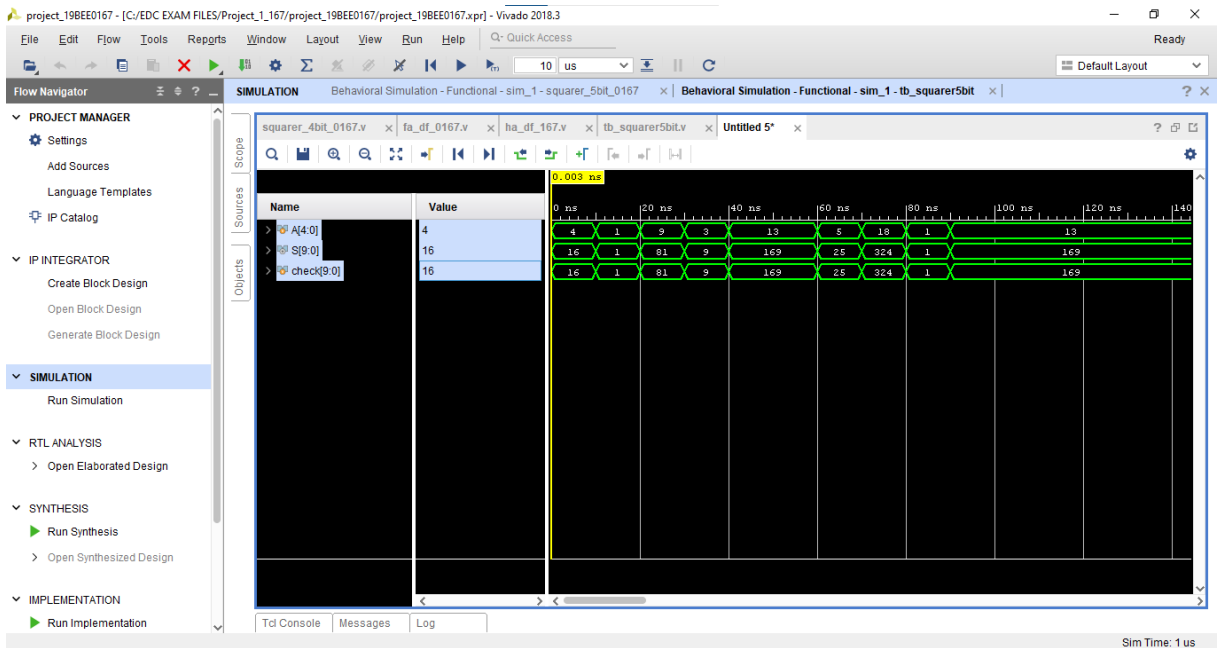 project_19BEE0167 - [C:/EDC EXAM FILES/Project_1_167/project_19BEE0167/project_19BEE0167.xpr] - Vivado 2018.3
File Edit Flow Tools Reports Window Layout View Run Help Q- Quick Access Ready
10 us Default Layout
Flow Navigator ? SIMULATION Behavioral Simulation - Functional - sim_1 - squarer_5bit_0167 Behavioral Simulation - Functional - sim_1 - tb_squarer5bit ?
PROJECT MANAGER
Settings
Add Sources
Language Templates
IP Catalog
IP INTEGRATOR
Create Block Design
Open Block Design
Generate Block Design
SIMULATION
Run Simulation
RTL ANALYSIS
Open Elaborated Design
SYNTHESIS
Run Synthesis
Open Synthesized Design
IMPLEMENTATION
Run Implementation
Scope
Sources
Objects
squarer_4bit_0167.v fa_df_0167.v ha_df_167.v tb_squarer5bit.v Untitled 5* ?
0.003 ns
Name Value 0 ns 20 ns 40 ns 60 ns 80 ns 100 ns 120 ns 140
A[4:0] 4 4 1 9 3 13 5 18 1 13
S[9:0] 16 16 1 81 9 169 25 324 1 169
check[9:0] 16 16 1 81 9 169 25 324 1 169
Tcl Console Messages Log
Sim Time: 1 us